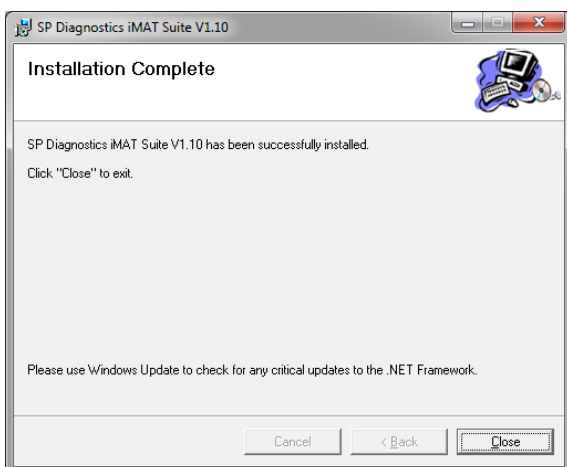 SP Diagnostics iMAT Suite V1.10
Installation Complete
SP Diagnostics iMAT Suite V1.10 has been successfully installed.
Click "Close" to exit.
Please use Windows Update to check for any critical updates to the .NET Framework.
Cancel
< Back
Close